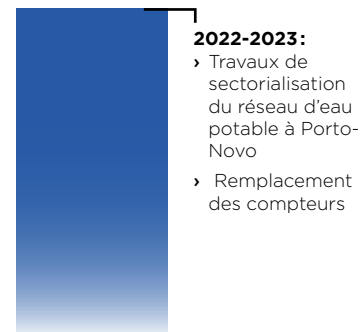 2022-2023 :
› Travaux de
sectorialisation
du réseau d'eau
potable à Porto-
Novo
› Remplacement
des compteurs